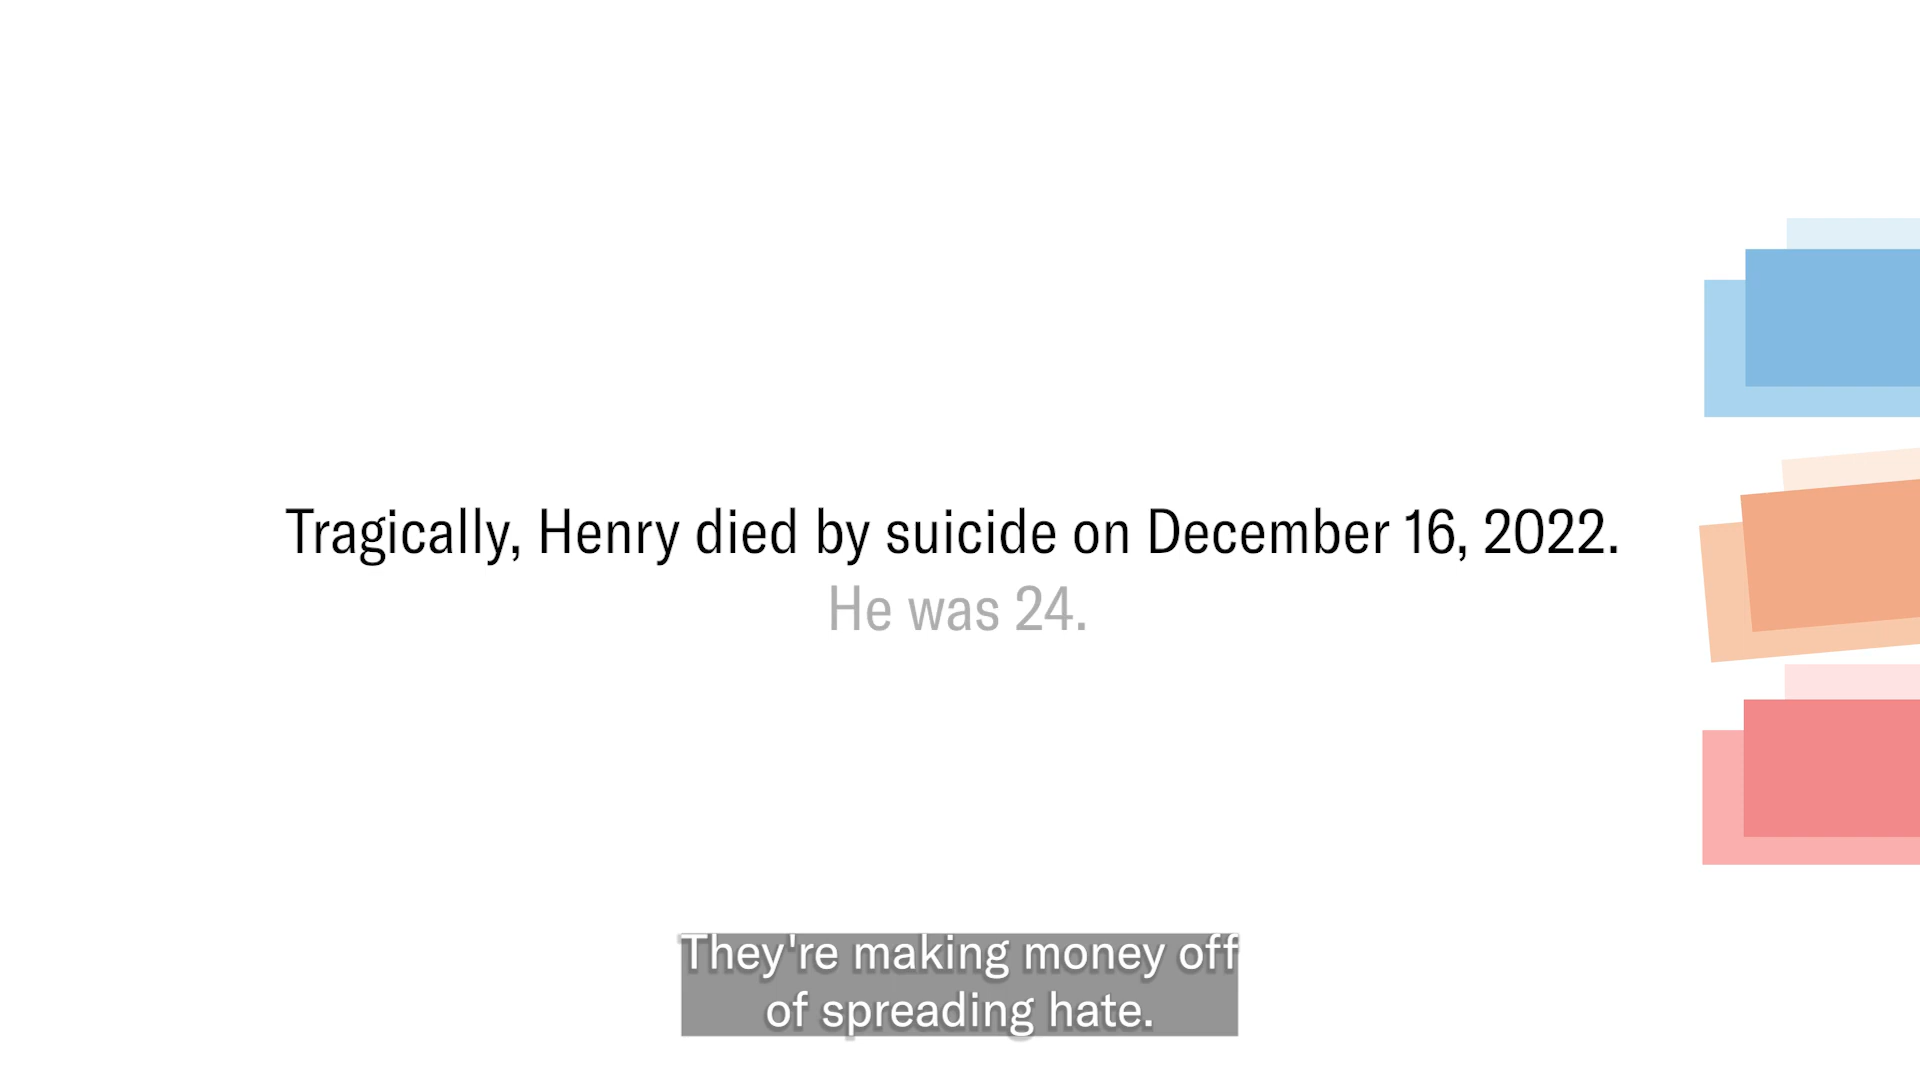 Tragically, Henry died by suicide on December 16, 2022.
He was 24.
They're making money off
of spreading hate.